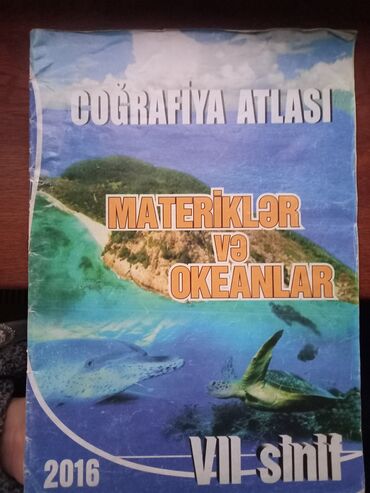 COĞRAFİYA ATLASI
MATERİKLƏR
və
OKEANLAR
VII sinif
2016